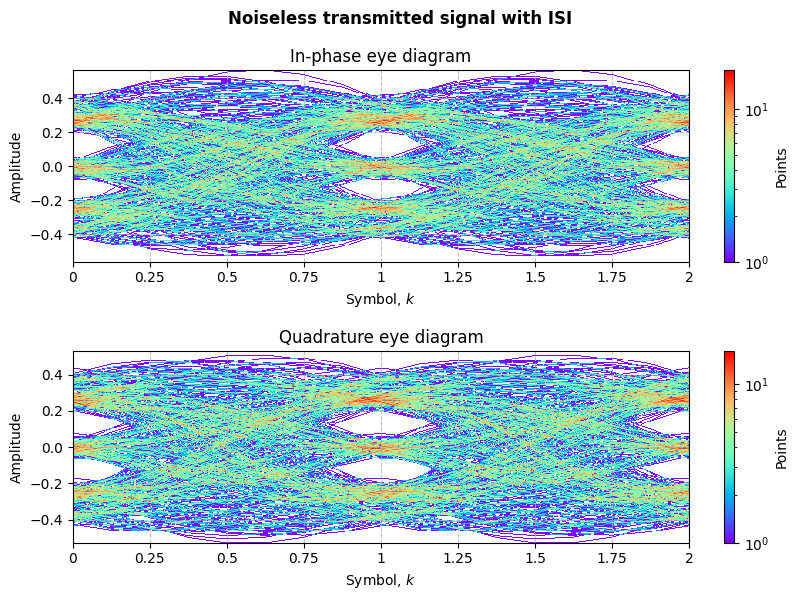 Noiseless transmitted signal with ISI
In-phase eye diagram
Amplitude
0.4
0.2
0.0
−0.2
−0.4
0 0.25 0.5 0.75 1 1.25 1.5 1.75 2
Symbol, k
10¹
10⁰
Points
Quadrature eye diagram
Amplitude
0.4
0.2
0.0
−0.2
−0.4
0 0.25 0.5 0.75 1 1.25 1.5 1.75 2
Symbol, k
10¹
10⁰
Points